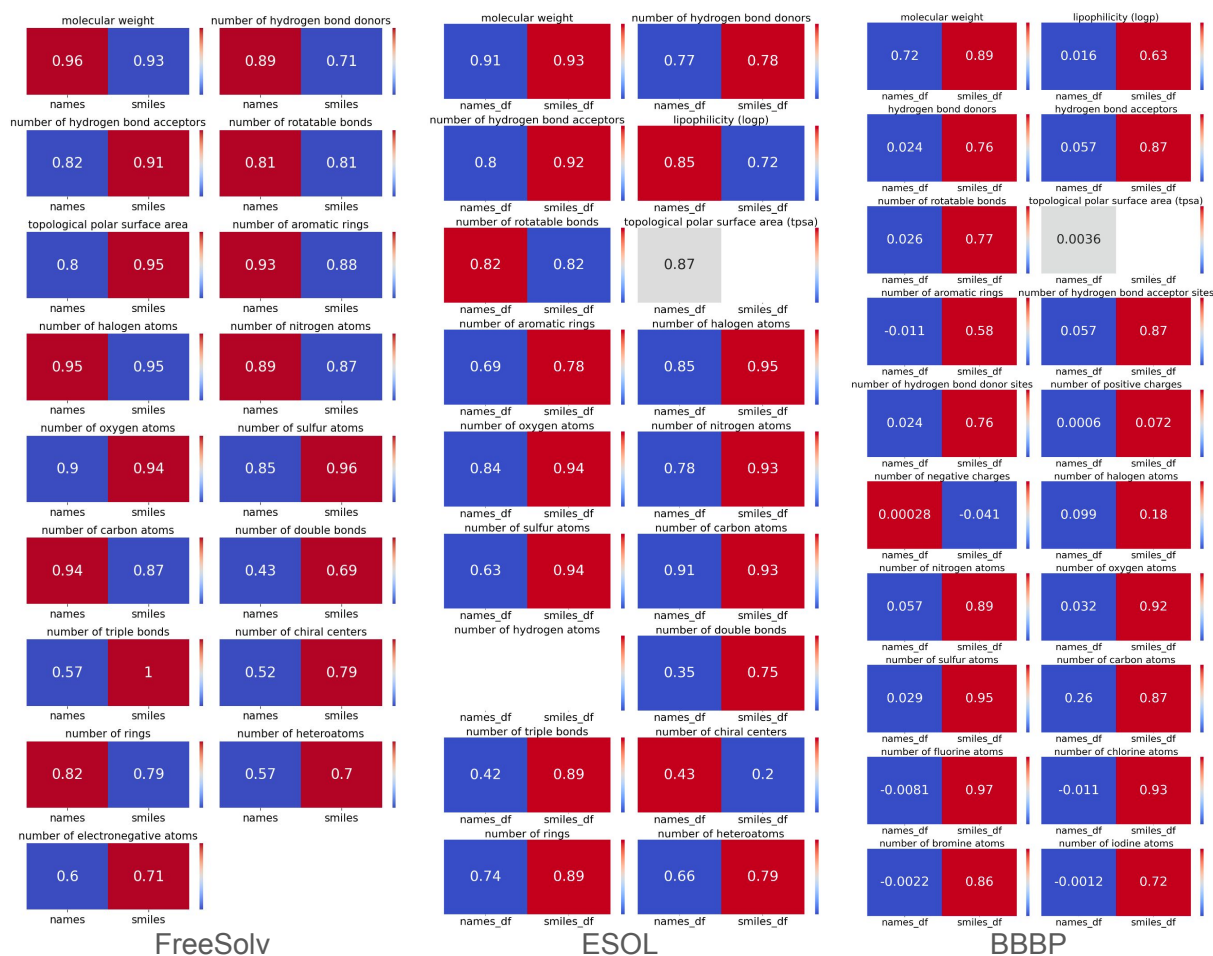 molecular weight
number of hydrogen bond donors
0.96
0.93
0.89
0.71
names
smiles
names
smiles
number of hydrogen bond acceptors
number of rotatable bonds
0.82
0.91
0.81
0.81
names
smiles
names
smiles
topological polar surface area
number of aromatic rings
0.8
0.95
0.93
0.88
names
smiles
names
smiles
number of halogen atoms
number of nitrogen atoms
0.95
0.95
0.89
0.87
names
smiles
names
smiles
number of oxygen atoms
number of sulfur atoms
0.9
0.94
0.85
0.96
names
smiles
names
smiles
number of carbon atoms
number of double bonds
0.94
0.87
0.43
0.69
names
smiles
names
smiles
number of triple bonds
number of chiral centers
0.57
1
0.52
0.79
names
smiles
names
smiles
number of rings
number of heteroatoms
0.82
0.79
0.57
0.7
names
smiles
names
smiles
number of electronegative atoms
0.6
0.71
names
smiles
FreeSolv
molecular weight
number of hydrogen bond donors
0.91
0.93
0.77
0.78
names_df
smiles_df
names_df
smiles_df
number of hydrogen bond acceptors
lipophilicity (logp)
0.8
0.92
0.85
0.72
names_df
smiles_df
names_df
smiles_df
number of rotatable bonds
topological polar surface area (tpsa)
0.82
0.82
0.87
names_df
smiles_df
names_df
smiles_df
number of aromatic rings
number of halogen atoms
0.69
0.78
0.85
0.95
names_df
smiles_df
names_df
smiles_df
number of oxygen atoms
number of nitrogen atoms
0.84
0.94
0.78
0.93
names_df
smiles_df
names_df
smiles_df
number of sulfur atoms
number of carbon atoms
0.63
0.94
0.91
0.93
names_df
smiles_df
names_df
smiles_df
number of hydrogen atoms
number of double bonds
0.35
0.75
names_df
smiles_df
names_df
smiles_df
number of triple bonds
number of chiral centers
0.42
0.89
0.43
0.2
names_df
smiles_df
names_df
smiles_df
number of rings
number of heteroatoms
0.74
0.89
0.66
0.79
names_df
smiles_df
names_df
smiles_df
ESOL
molecular weight
lipophilicity (logp)
0.72
0.89
0.016
0.63
names_df
smiles_df
names_df
smiles_df
hydrogen bond donors
hydrogen bond acceptors
0.024
0.76
0.057
0.87
names_df
smiles_df
names_df
smiles_df
number of rotatable bonds
topological polar surface area (tpsa)
0.026
0.77
0.0036
names_df
smiles_df
names_df
smiles_df
number of aromatic rings
number of hydrogen bond acceptor sites
-0.011
0.58
0.057
0.87
names_df
smiles_df
names_df
smiles_df
number of hydrogen bond donor sites
number of positive charges
0.024
0.76
0.0006
0.072
names_df
smiles_df
names_df
smiles_df
number of negative charges
number of halogen atoms
0.00028
-0.041
0.099
0.18
names_df
smiles_df
names_df
smiles_df
number of nitrogen atoms
number of oxygen atoms
0.057
0.89
0.032
0.92
names_df
smiles_df
names_df
smiles_df
number of sulfur atoms
number of carbon atoms
0.029
0.95
0.26
0.87
names_df
smiles_df
names_df
smiles_df
number of fluorine atoms
number of chlorine atoms
-0.0081
0.97
-0.011
0.93
names_df
smiles_df
names_df
smiles_df
number of bromine atoms
number of iodine atoms
-0.0022
0.86
-0.0012
0.72
names_df
smiles_df
names_df
smiles_df
BBBP